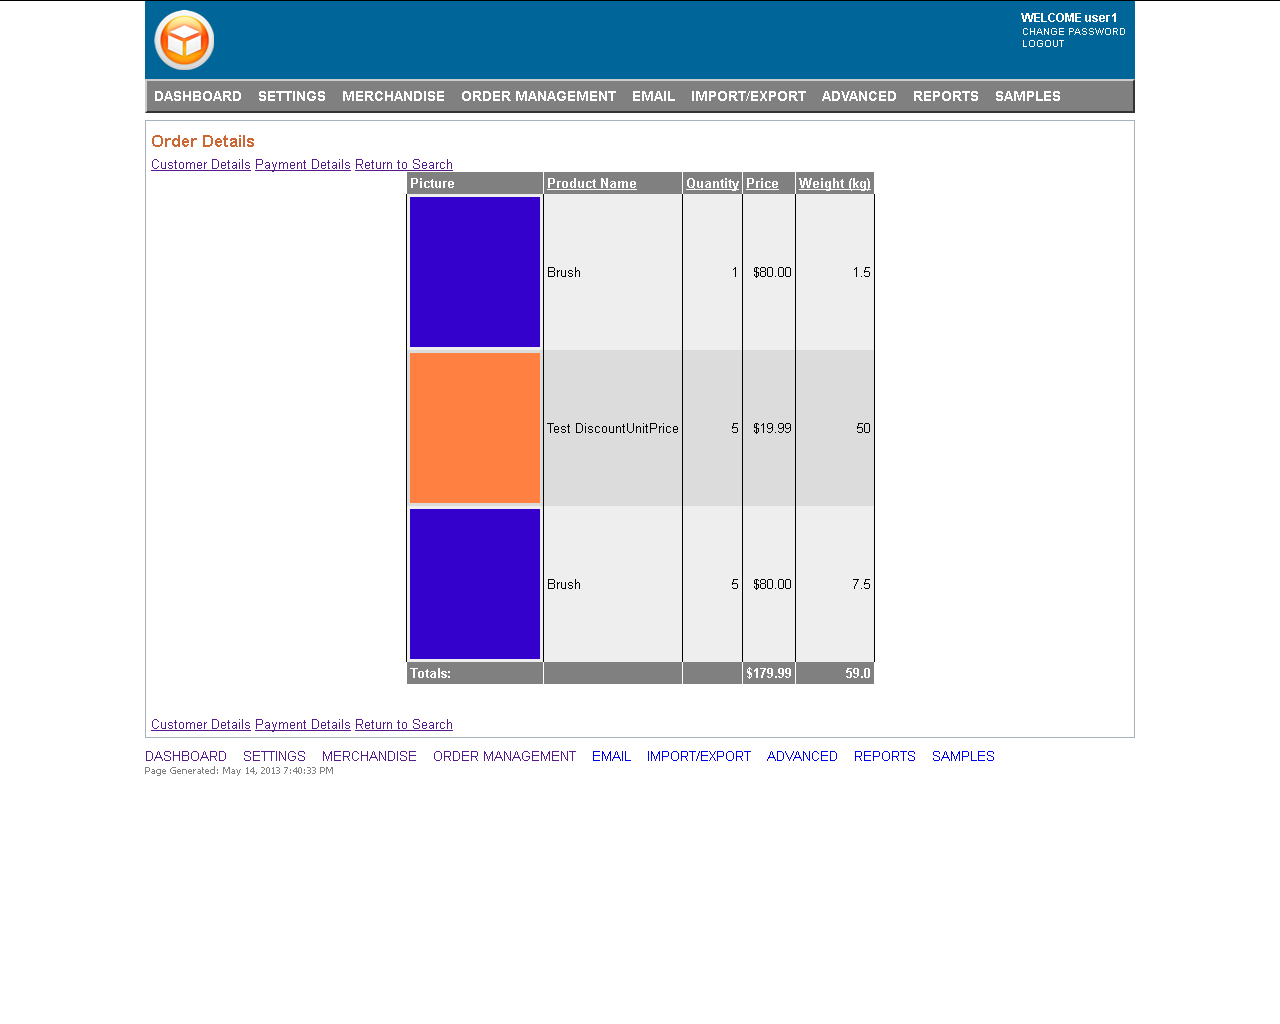 WELCOME user1
CHANGE PASSWORD
LOGOUT
DASHBOARD SETTINGS MERCHANDISE ORDER MANAGEMENT EMAIL IMPORT/EXPORT ADVANCED REPORTS SAMPLES
Order Details
Customer Details Payment Details Return to Search
Picture Product Name Quantity Price Weight (kg)
Brush 1 $80.00 1.5
Test DiscountUnitPrice 5 $19.99 50
Brush 5 $80.00 7.5
Totals: $179.99 59.0
Customer Details Payment Details Return to Search
DASHBOARD SETTINGS MERCHANDISE ORDER MANAGEMENT EMAIL IMPORT/EXPORT ADVANCED REPORTS SAMPLES
Page Generated: May 14, 2013 7:40:33 PM